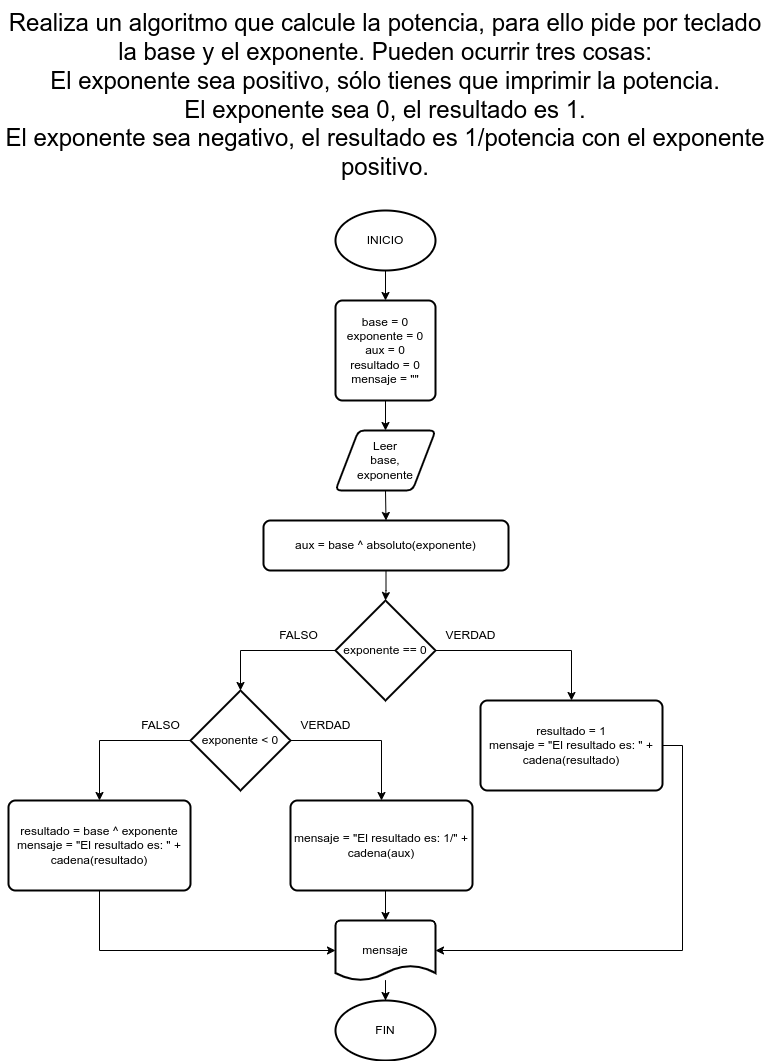 Realiza un algoritmo que calcule la potencia, para ello pide por teclado
la base y el exponente. Pueden ocurrir tres cosas:
El exponente sea positivo, sólo tienes que imprimir la potencia.
El exponente sea 0, el resultado es 1.
El exponente sea negativo, el resultado es 1/potencia con el exponente
positivo.
INICIO
base = 0
exponente = 0
aux = 0
resultado = 0
mensaje = ""
Leer
base,
exponente
aux = base ^ absoluto(exponente)
FALSO
VERDAD
exponente == 0
FALSO
VERDAD
exponente < 0
resultado = 1
mensaje = "El resultado es: " +
cadena(resultado)
resultado = base ^ exponente
mensaje = "El resultado es: " +
cadena(resultado)
mensaje = "El resultado es: 1/" +
cadena(aux)
mensaje
FIN